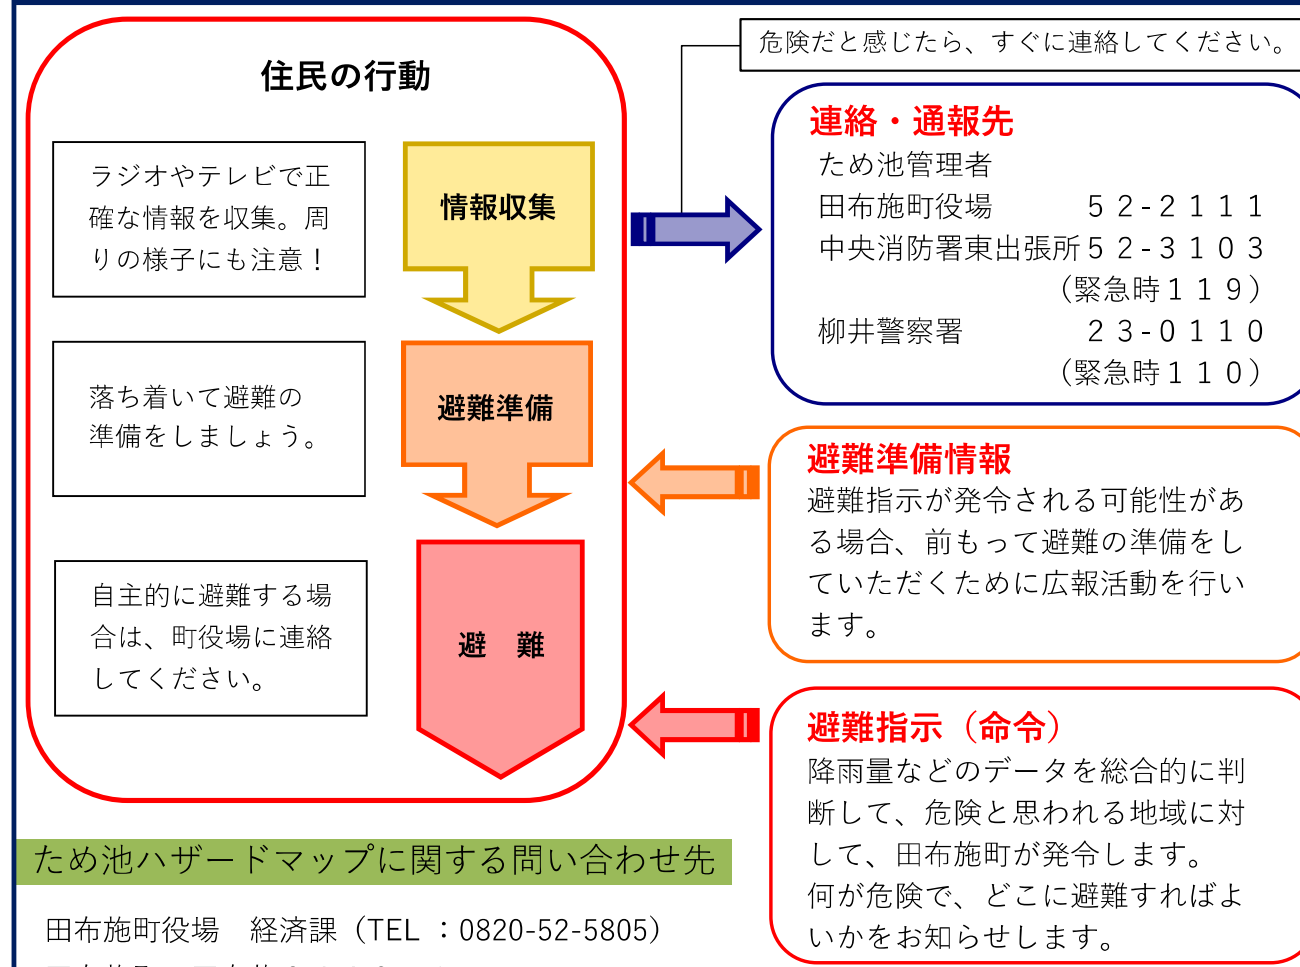 住民の行動
ラジオやテレビで正
確な情報を収集。周
りの様子にも注意！
情報収集
落ち着いて避難の
準備をしましょう。
避難準備
自主的に避難する場
合は、町役場に連絡
してください。
避　難
危険だと感じたら、すぐに連絡してください。
連絡・通報先
ため池管理者
田布施町役場　　　５２-２１１１
中央消防署東出張所５２-３１０３
（緊急時１１９）
柳井警察署　　　　２３-０１１０
（緊急時１１０）
避難準備情報
避難指示が発令される可能性があ
る場合、前もって避難の準備をし
ていただくために広報活動を行い
ます。
避難指示（命令）
降雨量などのデータを総合的に判
断して、危険と思われる地域に対
して、田布施町が発令します。
何が危険で、どこに避難すればよ
いかをお知らせします。
ため池ハザードマップに関する問い合わせ先
田布施町役場　経済課（TEL ：0820-52-5805）